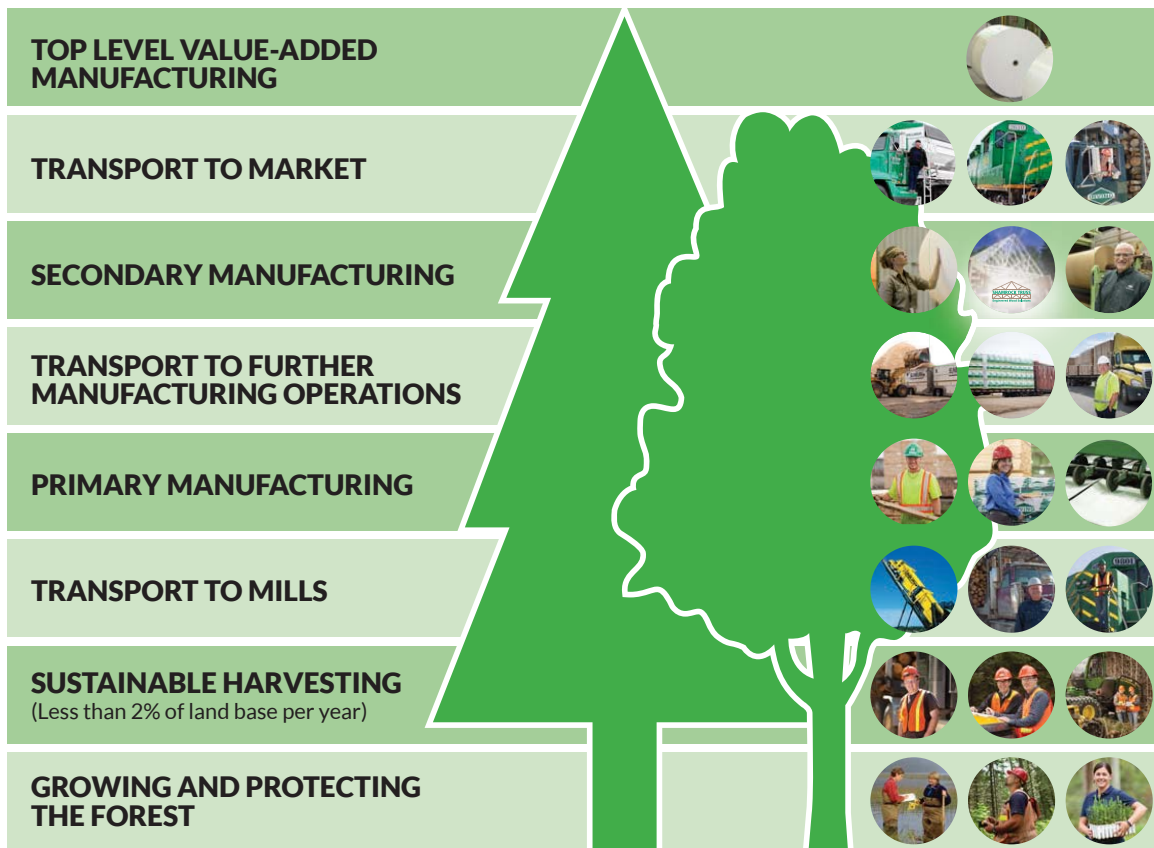 TOP LEVEL VALUE-ADDED
MANUFACTURING
TRANSPORT TO MARKET
SECONDARY MANUFACTURING
TRANSPORT TO FURTHER
MANUFACTURING OPERATIONS
PRIMARY MANUFACTURING
TRANSPORT TO MILLS
9801
SUSTAINABLE HARVESTING
(Less than 2% of land base per year)
GROWING AND PROTECTING
THE FOREST